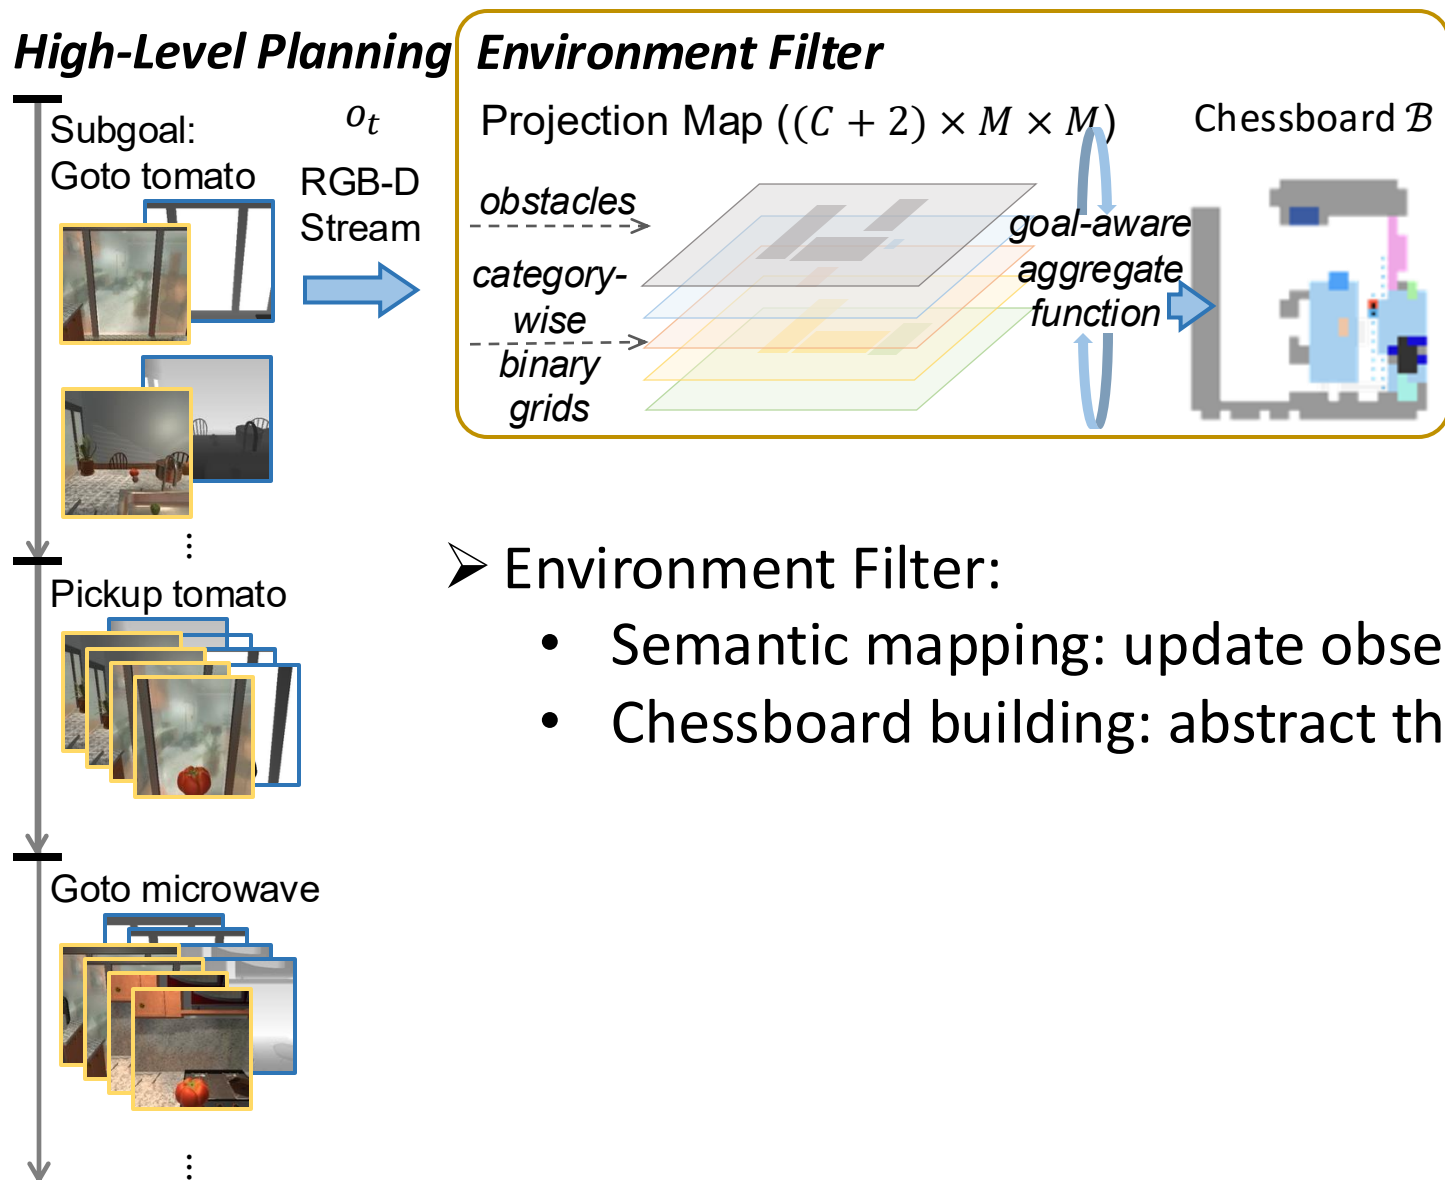 High-Level Planning
Subgoal:
Goto tomato
o_t
RGB-D
Stream
⋮
Pickup tomato
Goto microwave
⋮
Environment Filter
Projection Map ((C + 2) × M × M)
Chessboard ℬ
obstacles
category-
wise
binary
grids
goal-aware
aggregate
function
➢ Environment Filter:
• Semantic mapping: update obse
• Chessboard building: abstract th